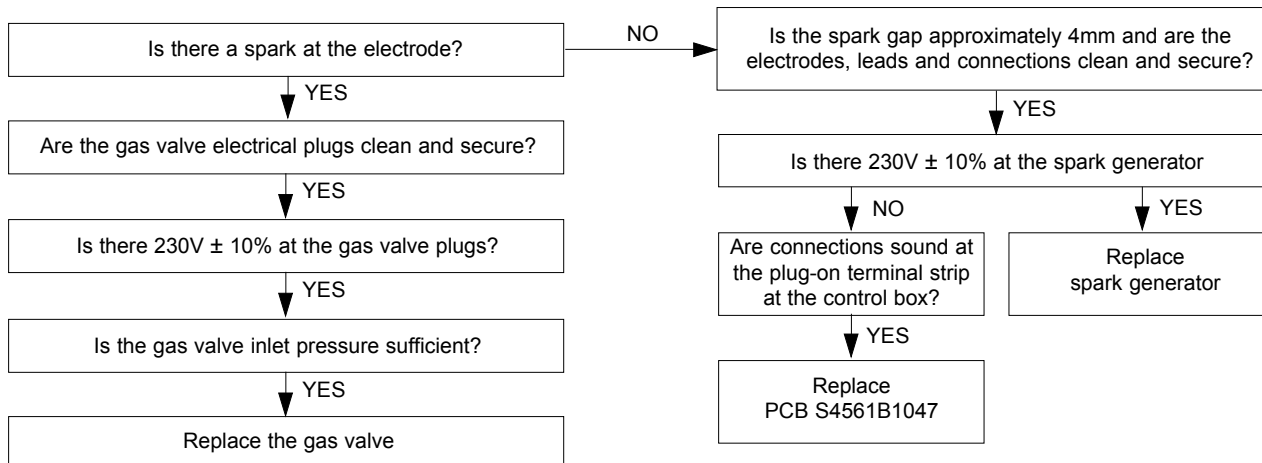 Is there a spark at the electrode?
NO
Is the spark gap approximately 4mm and are the
electrodes, leads and connections clean and secure?
YES
Are the gas valve electrical plugs clean and secure?
YES
Is there 230V ± 10% at the gas valve plugs?
YES
Is the gas valve inlet pressure sufficient?
YES
Replace the gas valve
YES
Is there 230V ± 10% at the spark generator
NO
Are connections sound at
the plug-on terminal strip
at the control box?
YES
Replace
PCB S4561B1047
YES
Replace
spark generator